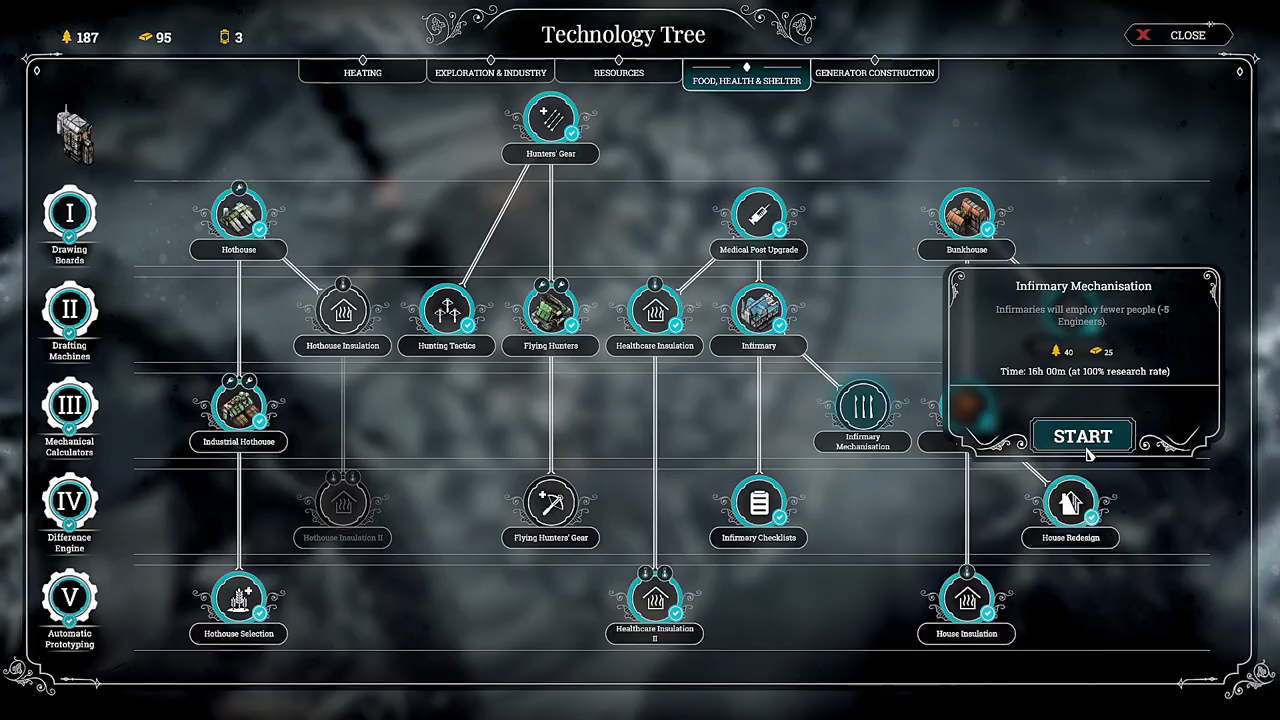 187
95
3
Technology Tree
CLOSE
HEATING
EXPLORATION & INDUSTRY
RESOURCES
FOOD, HEALTH & SHELTER
GENERATOR CONSTRUCTION
Hunters' Gear
I
Drawing
Boards
Hothouse
Medical Post Upgrade
Bunkhouse
II
Drafting
Machines
Hothouse Insulation
Hunting Tactics
Flying Hunters
Healthcare Insulation
Infirmary
Infirmary Mechanisation
Infirmaries will employ fewer people (-5
Engineers).
40
25
Time: 16h 00m (at 100% research rate)
START
III
Mechanical
Calculators
Industrial Hothouse
Infirmary
Mechanisation
IV
Difference
Engine
Hothouse Insulation II
Flying Hunters' Gear
Infirmary Checklists
House Redesign
V
Automatic
Prototyping
Hothouse Selection
Healthcare Insulation
II
House Insulation